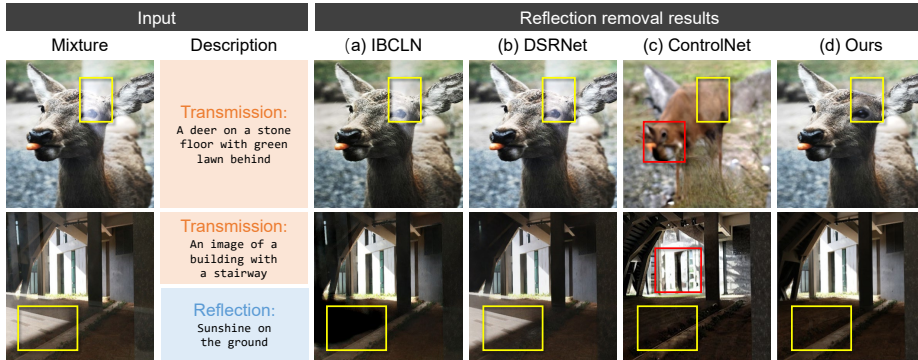 Input
Reflection removal results
Mixture
Description
(a) IBCLN
(b) DSRNet
(c) ControlNet
(d) Ours
Transmission:
A deer on a stone
floor with green
lawn behind
Transmission:
An image of a
building with
a stairway
Reflection:
Sunshine on
the ground